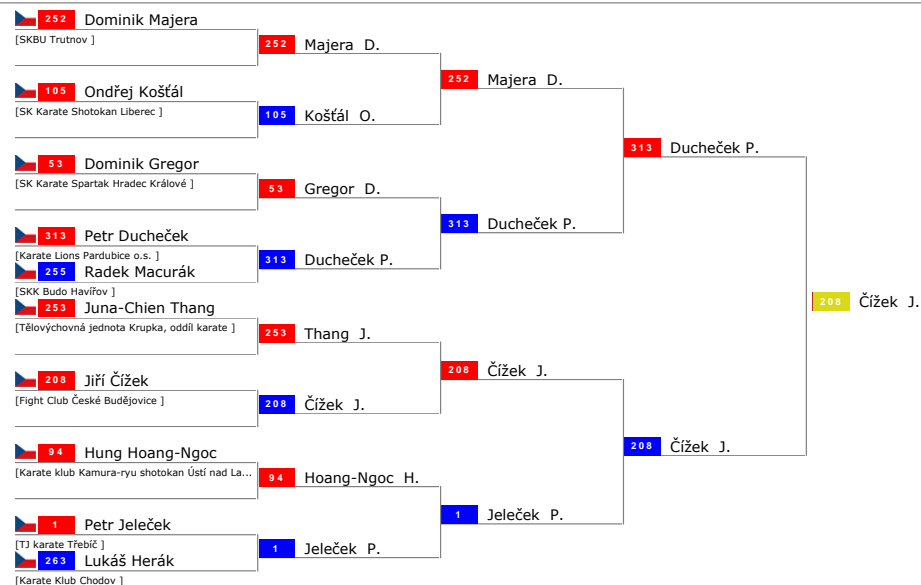 252 Dominik Majera
[SKBU Trutnov ]
105 Ondřej Košťál
[SK Karate Shotokan Liberec ]
53 Dominik Gregor
[SK Karate Spartak Hradec Králové ]
313 Petr Ducheček
[Karate Lions Pardubice o.s. ]
255 Radek Macurák
[SKK Budo Havířov ]
253 Juna-Chien Thang
[Tělovýchovná jednota Krupka, oddíl karate ]
208 Jiří Čížek
[Fight Club České Budějovice ]
94 Hung Hoang-Ngoc
[Karate klub Kamura-ryu shotokan Ústí nad La...
1 Petr Jeleček
[TJ karate Třebíč ]
263 Lukáš Herák
[Karate Klub Chodov ]
252 Majera D.
105 Košťál O.
53 Gregor D.
313 Ducheček P.
253 Thang J.
208 Čížek J.
94 Hoang-Ngoc H.
1 Jeleček P.
252 Majera D.
313 Ducheček P.
208 Čížek J.
1 Jeleček P.
313 Ducheček P.
208 Čížek J.
208 Čížek J.